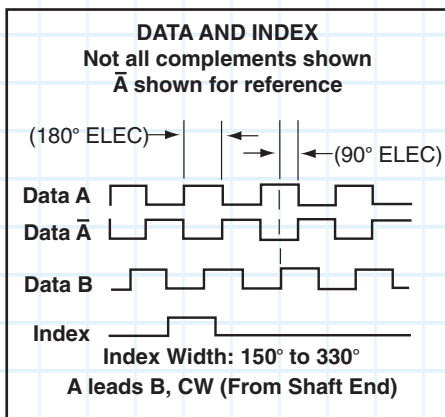 DATA AND INDEX
Not all complements shown
A̅ shown for reference
(180° ELEC)
(90° ELEC)
Data A
Data A̅
Data B
Index
Index Width: 150° to 330°
A leads B, CW (From Shaft End)